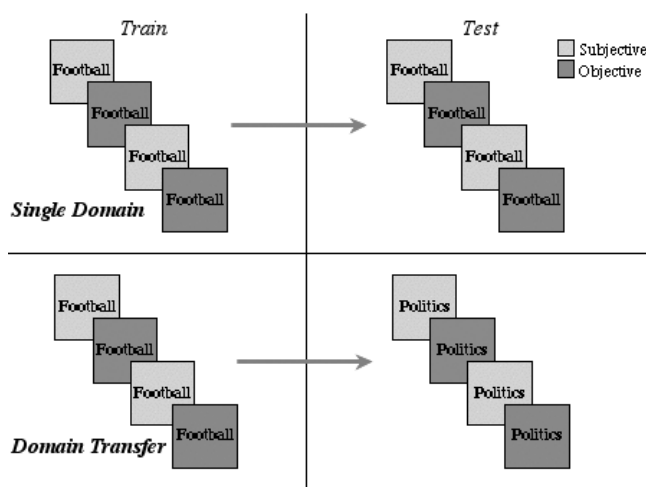 Train
Test
Subjective
Objective
Football
Football
Football
Football
Single Domain
Football
Football
Football
Football
Football
Football
Football
Football
Domain Transfer
Politics
Politics
Politics
Politics